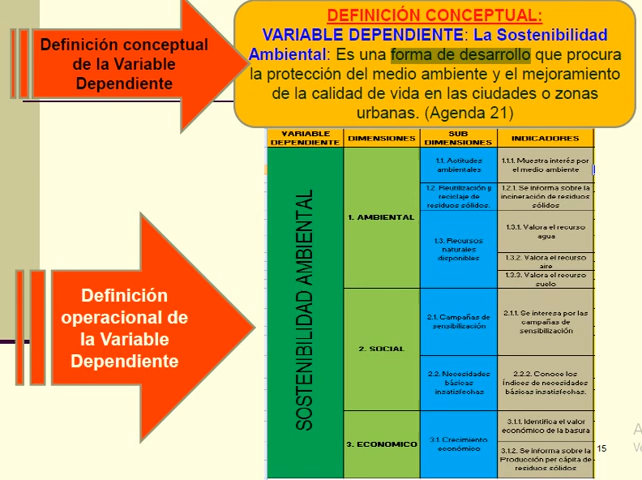 Definición conceptual
de la Variable
Dependiente
DEFINICIÓN CONCEPTUAL:
VARIABLE DEPENDIENTE: La Sostenibilidad
Ambiental: Es una forma de desarrollo que procura
la protección del medio ambiente y el mejoramiento
de la calidad de vida en las ciudades o zonas
urbanas. (Agenda 21)
Definición
operacional de
la Variable
Dependiente
VARIABLE
DEPENDIENTE
DIMENSIONES
SUB
DIMENSIONES
INDICADORES
SOSTENIBILIDAD AMBIENTAL
1. AMBIENTAL
1.1. Actitudes
ambientales
1.1.1. Muestra interés por
el medio ambiente
1.2. Reutilización y
reciclaje de
residuos sólidos.
1.2.1. Se informa sobre la
incineración de residuos
sólidos
1.3. Recursos
naturales
disponibles
1.3.1. Valora el recurso
agua
1.3.2. Valora el recurso
aire
1.3.3. Valora el recurso
suelo
2. SOCIAL
2.1. Campañas de
sensibilización
2.1.1. Se interesa por las
campañas de
sensibilización
2.2. Necesidades
básicas
insatisfechas
2.2.2. Conoce los
Índices de necesidades
básicas insatisfechas.
3. ECONOMICO
3.1. Crecimiento
económico
3.1.1. Identifica el valor
económico de la basura
3.1.2. Se informa sobre la
Producción per cápita de
residuos sólidos
15